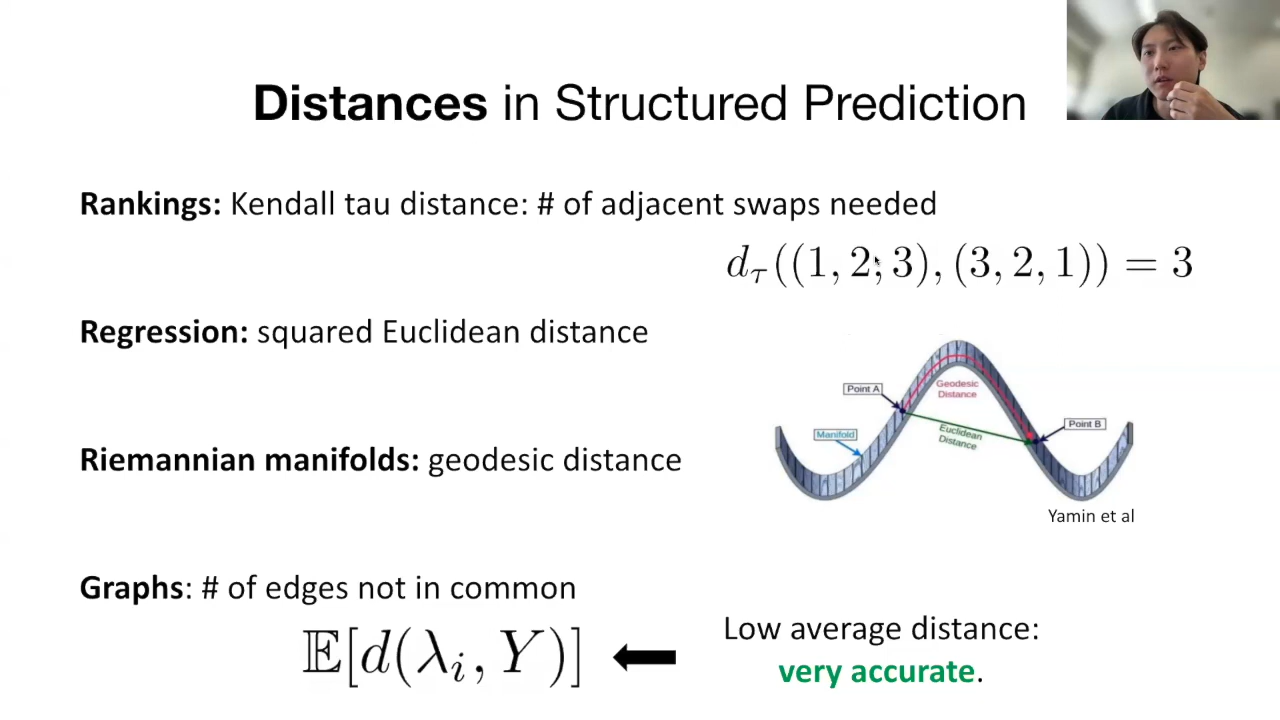 Distances in Structured Prediction
Rankings: Kendall tau distance: # of adjacent swaps needed
d_τ((1, 2, 3), (3, 2, 1)) = 3
Regression: squared Euclidean distance
Point A
Geodesic
Distance
Manifold
Euclidean
Distance
Point B
Riemannian manifolds: geodesic distance
Yamin et al
Graphs: # of edges not in common
𝔼[d(λ_i, Y)]
Low average distance:
very accurate.